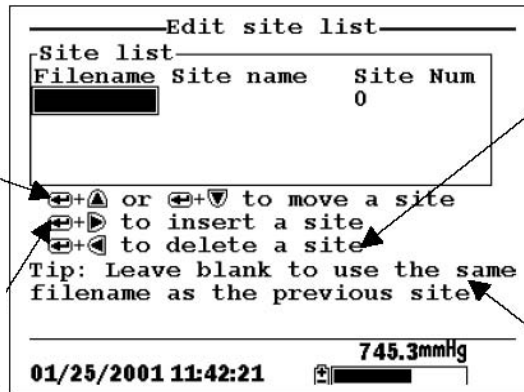 Edit site list
Site list
Filename Site name Site Num
0
+ or + to move a site
+ to insert a site
+ to delete a site
Tip: Leave blank to use the same
filename as the previous site.
745.3mmHg
01/25/2001 11:42:21